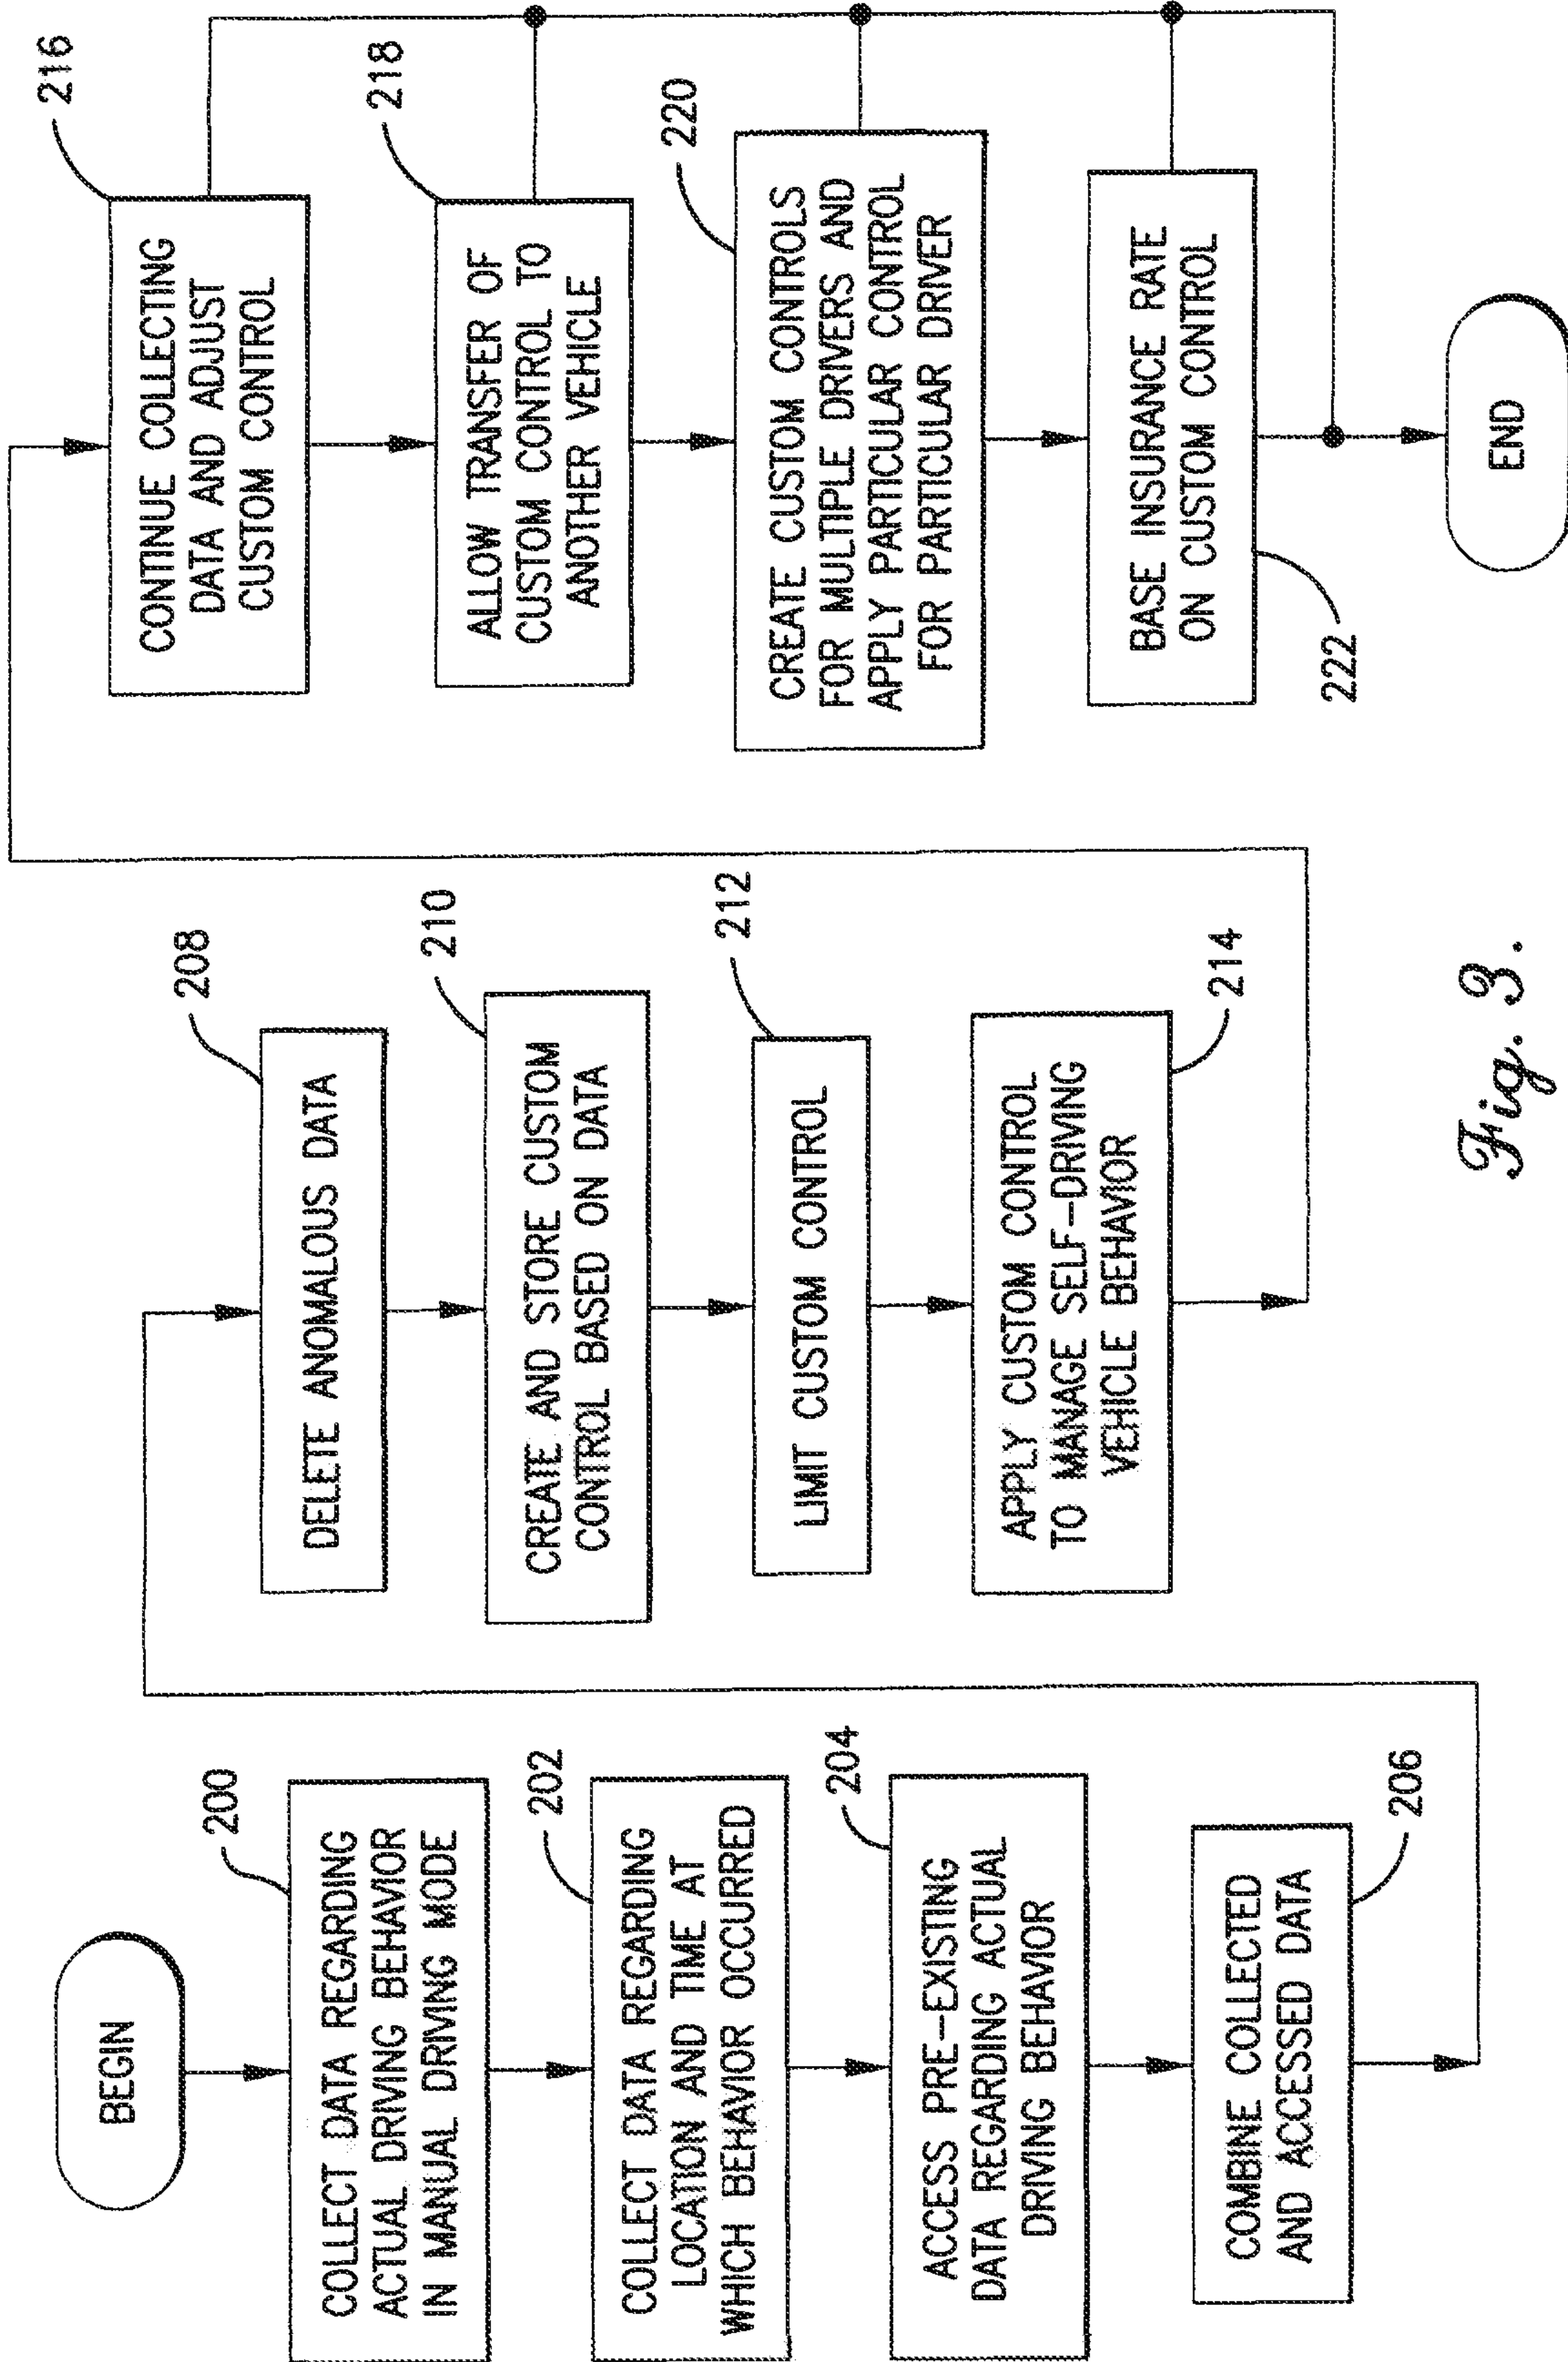 BEGIN
200
COLLECT DATA REGARDING
ACTUAL DRIVING BEHAVIOR
IN MANUAL DRIVING MODE
202
COLLECT DATA REGARDING
LOCATION AND TIME AT
WHICH BEHAVIOR OCCURRED
204
ACCESS PRE-EXISTING
DATA REGARDING ACTUAL
DRIVING BEHAVIOR
206
COMBINE COLLECTED
AND ACCESSED DATA
208
DELETE ANOMALOUS DATA
210
CREATE AND STORE CUSTOM
CONTROL BASED ON DATA
212
LIMIT CUSTOM CONTROL
214
APPLY CUSTOM CONTROL
TO MANAGE SELF-DRIVING
VEHICLE BEHAVIOR
216
CONTINUE COLLECTING
DATA AND ADJUST
CUSTOM CONTROL
218
ALLOW TRANSFER OF
CUSTOM CONTROL TO
ANOTHER VEHICLE
220
CREATE CUSTOM CONTROLS
FOR MULTIPLE DRIVERS AND
APPLY PARTICULAR CONTROL
FOR PARTICULAR DRIVER
BASE INSURANCE RATE
ON CUSTOM CONTROL
222
END
Fig. 3.